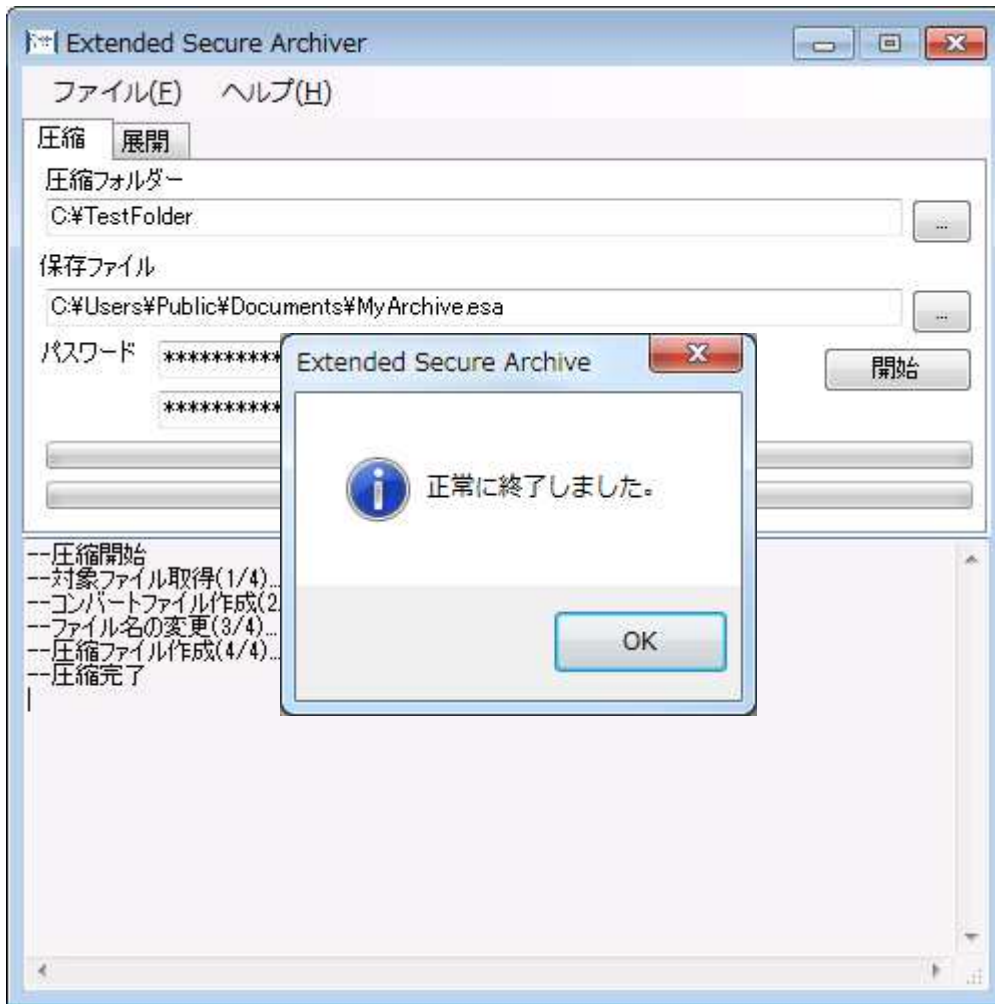 Extended Secure Archiver
ファイル(F) ヘルプ(H)
圧縮 展開
圧縮フォルダー
C:¥TestFolder
...
保存ファイル
C:¥Users¥Public¥Documents¥MyArchive.esa
...
パスワード
**********
開始
**********
Extended Secure Archive
正常に終了しました。
OK
--圧縮開始
--対象ファイル取得(1/4)...
--コンバートファイル作成(2
--ファイル名の変更(3/4)...
--圧縮ファイル作成(4/4)...
--圧縮完了